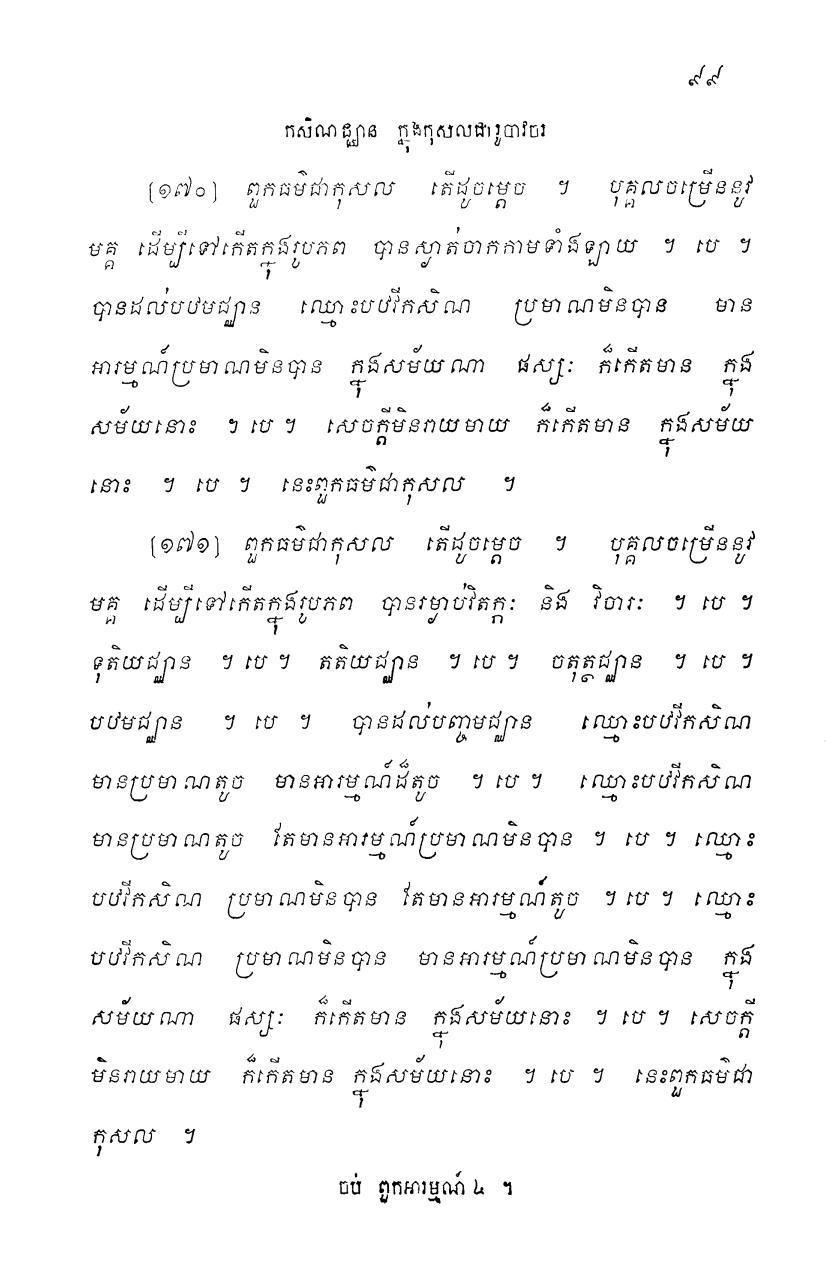 ៩៩
កសិណជ្ឈាន ក្នុងកុសលជារូបាវចរ
[១៧០] ពួកធម៌ជាកុសល តើដូចម្តេច ។ បុគ្គលចម្រើននូវ
មគ្គ ដើម្បីទៅកើតក្នុងរូបភព បានស្ងាត់ចាកកាមទាំងឡាយ ។ បេ ។
បានដល់បឋមជ្ឈាន ឈ្មោះបឋវីកសិណ ប្រមាណមិនបាន មាន
អារម្មណ៍ប្រមាណមិនបាន ក្នុងសម័យណា ផស្សៈ ក៏កើតមាន ក្នុង
សម័យនោះ ។ បេ ។ សេចក្តីមិនរាយមាយ ក៏កើតមាន ក្នុងសម័យ
នោះ ។ បេ ។ នេះពួកធម៌ជាកុសល ។
[១៧១] ពួកធម៌ជាកុសល តើដូចម្តេច ។ បុគ្គលចម្រើននូវ
មគ្គ ដើម្បីទៅកើតក្នុងរូបភព បានរម្ងាប់វិតក្កៈ និង វិចារៈ ។ បេ ។
ទុតិយជ្ឈាន ។ បេ ។ តតិយជ្ឈាន ។ បេ ។ ចតុត្ថជ្ឈាន ។ បេ ។
បឋមជ្ឈាន ។ បេ ។ បានដល់បញ្ចមជ្ឈាន ឈ្មោះបឋវីកសិណ
មានប្រមាណតូច មានអារម្មណ៍ដ៏តូច ។ បេ ។ ឈ្មោះបឋវីកសិណ
មានប្រមាណតូច តែមានអារម្មណ៍ប្រមាណមិនបាន ។ បេ ។ ឈ្មោះ
បឋវីកសិណ ប្រមាណមិនបាន តែមានអារម្មណ៍តូច ។ បេ ។ ឈ្មោះ
បឋវីកសិណ ប្រមាណមិនបាន មានអារម្មណ៍ប្រមាណមិនបាន ក្នុង
សម័យណា ផស្សៈ ក៏កើតមាន ក្នុងសម័យនោះ ។ បេ ។ សេចក្តី
មិនរាយមាយ ក៏កើតមាន ក្នុងសម័យនោះ ។ បេ ។ នេះពួកធម៌ជា
កុសល ។
ចប់ ពួកអារម្មណ៍ ៤ ។